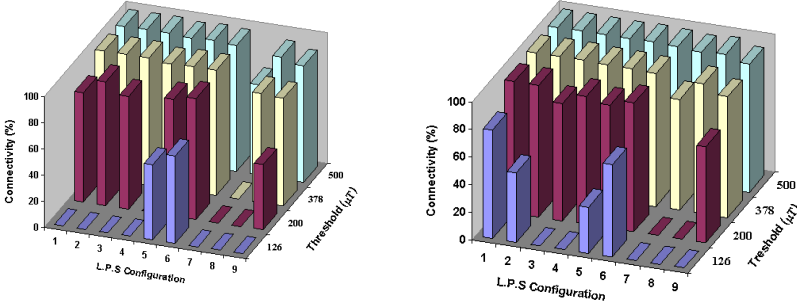 Connectivity (%)
100
80
60
40
20
0
1 2 3 4 5 6 7 8 9
L.P.S Configuration
126
200
378
500
Threshold (μT)
Connectivity (%)
100
80
60
40
20
0
1 2 3 4 5 6 7 8 9
L.P.S Configuration
126
200
378
500
Treshold (μT)